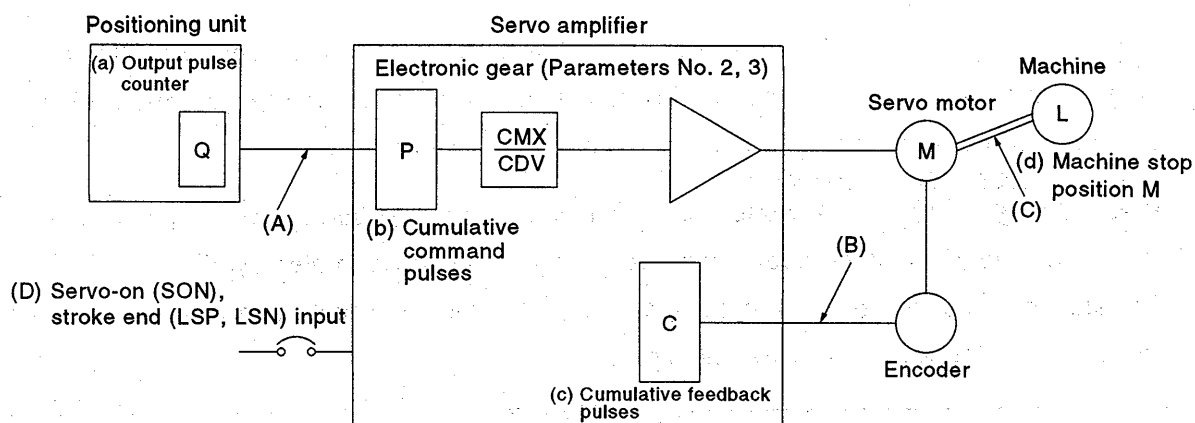 Positioning unit
(a) Output pulse
counter
Q
(A)
Servo amplifier
Electronic gear (Parameters No. 2, 3)
P
CMX
CDV
(b) Cumulative
command
pulses
C
(c) Cumulative feedback
pulses
(D) Servo-on (SON),
stroke end (LSP, LSN) input
Servo motor
M
Machine
L
(d) Machine stop
position M
(C)
(B)
Encoder